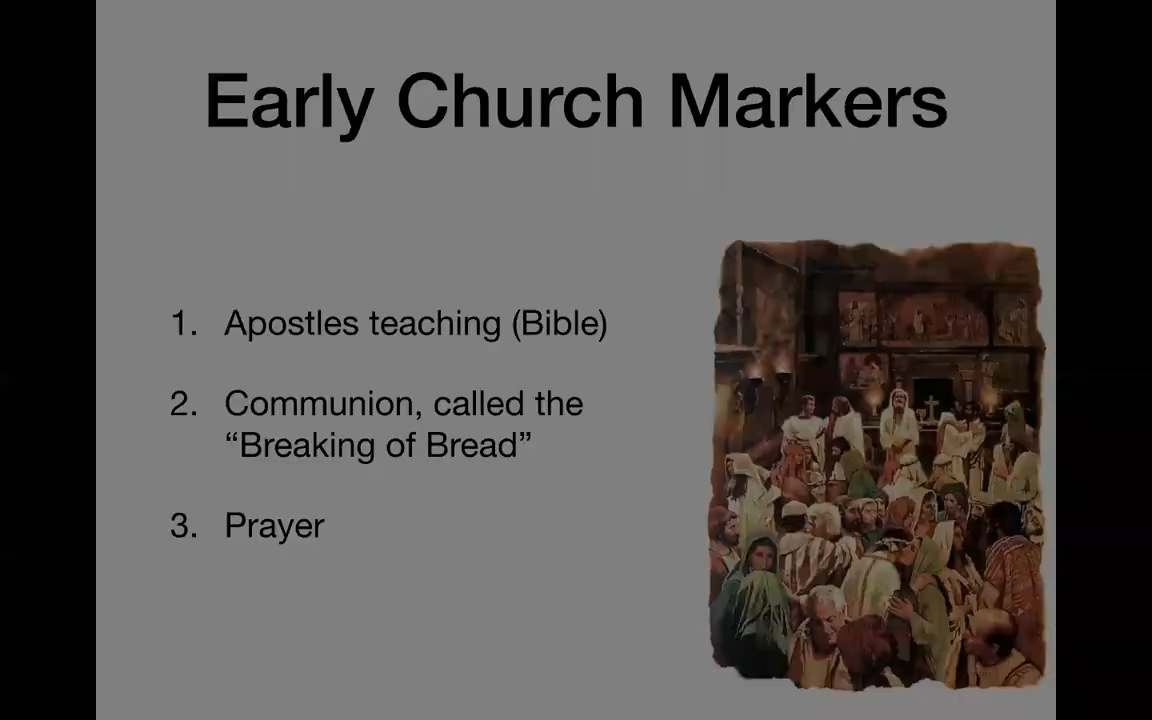 Early Church Markers
1. Apostles teaching (Bible)
2. Communion, called the
“Breaking of Bread”
3. Prayer